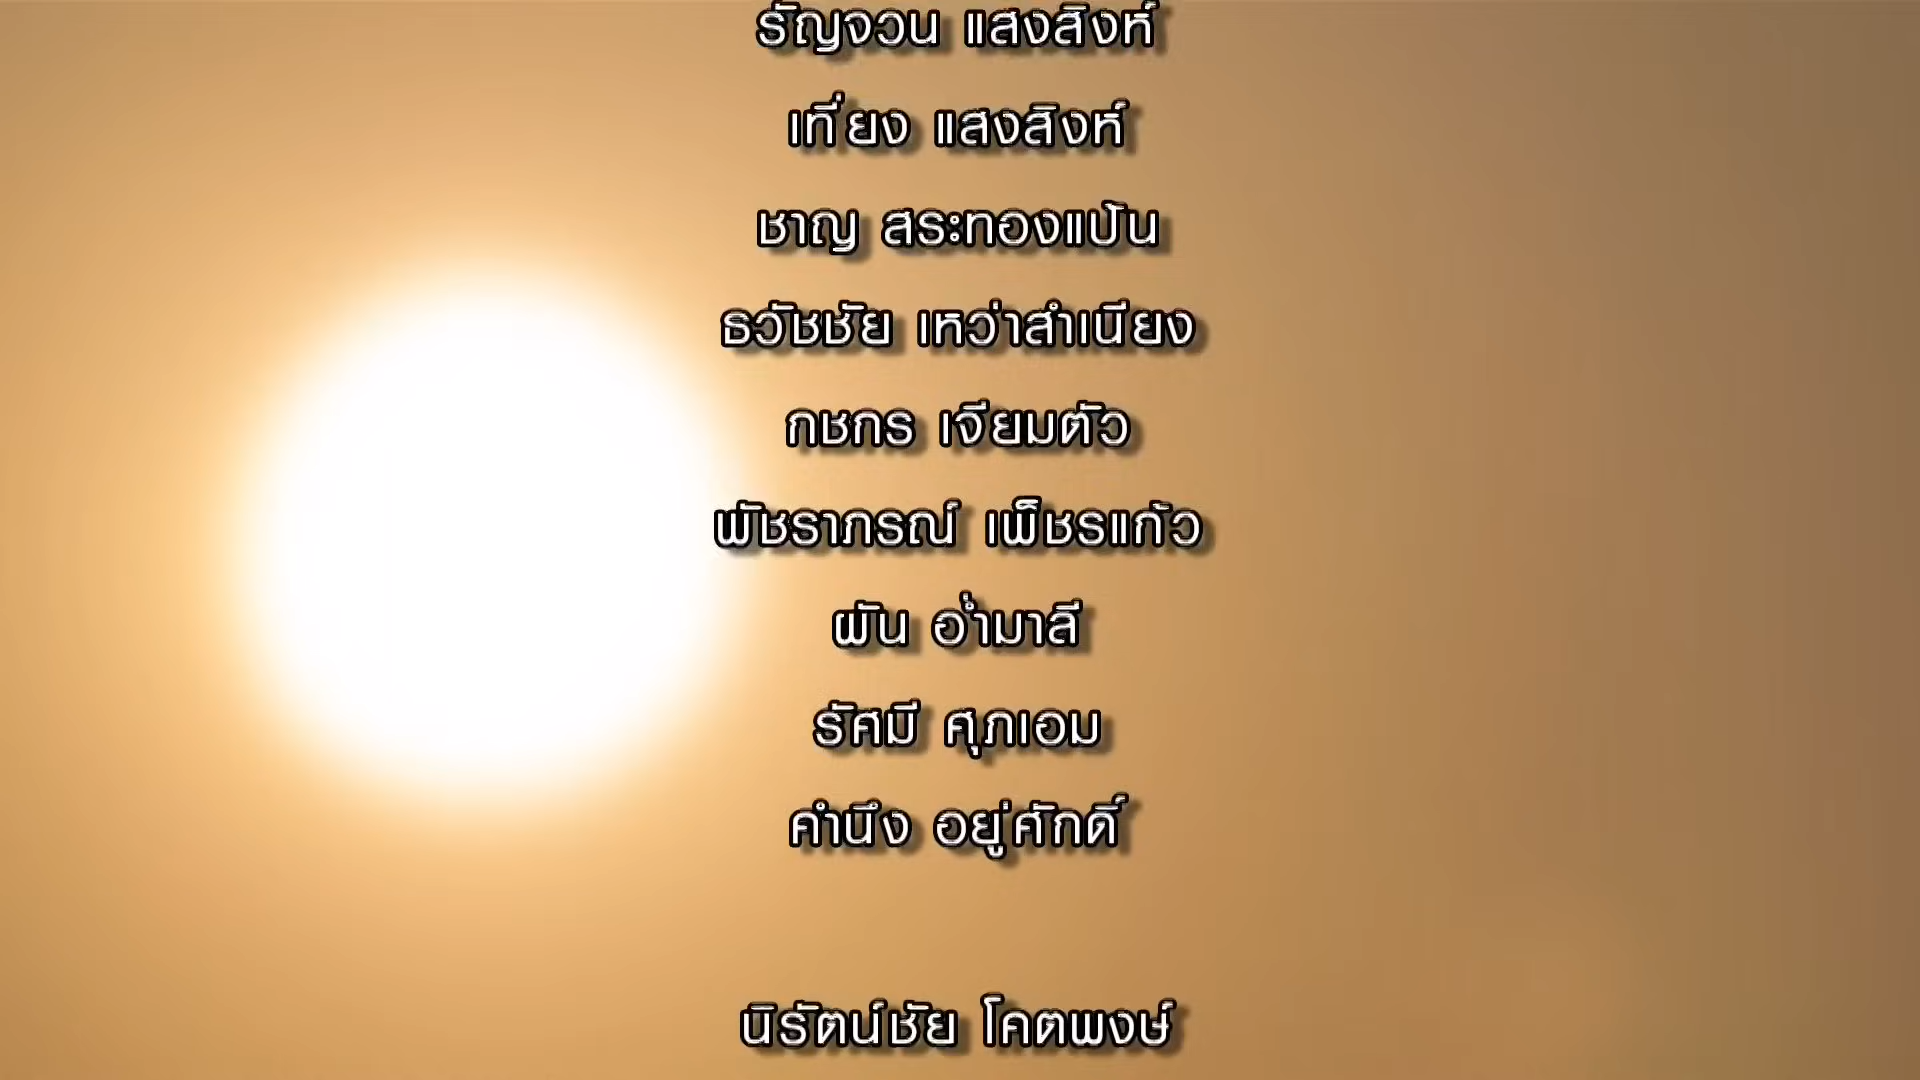 รัญจวน แสงสิงห์
เที่ยง แสงสิงห์
ชาญ สระทองแป้น
ธวัชชัย เหว่าสำเนียง
กชกร เจียมตัว
พัชราภรณ์ เพ็ชรแก้ว
ผัน อ่ำมาลี
รัศมี ศุภเอม
คำนึง อยู่ศักดิ์
นิรัตน์ชัย โคตพงษ์